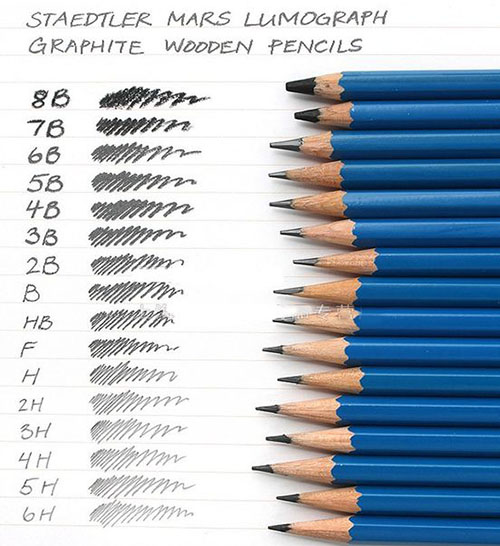 STAEDTLER MARS LUMOGRAPH
GRAPHITE WOODEN PENCILS
8B
7B
6B
5B
4B
3B
2B
B
HB
F
H
2H
3H
4H
5H
6H